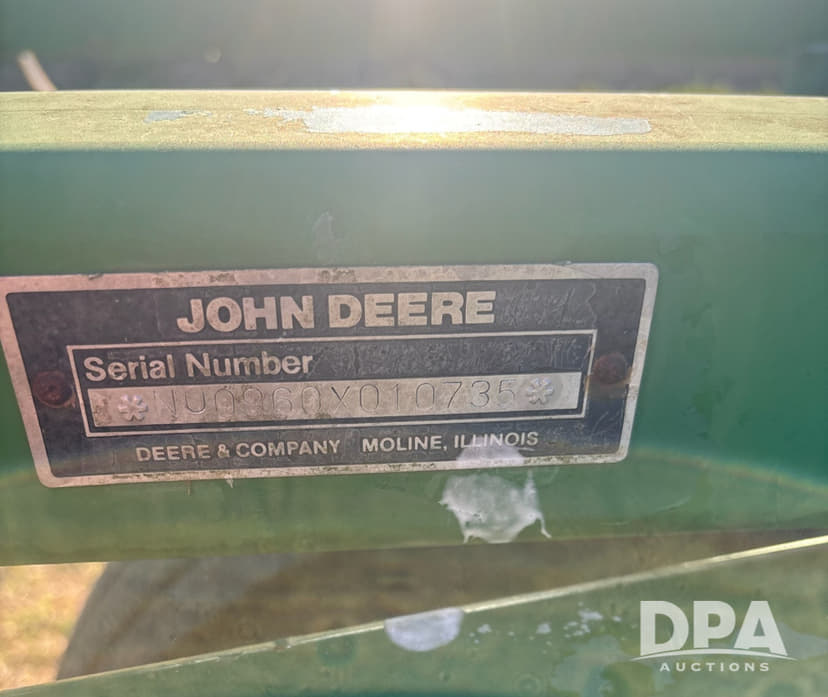 JOHN DEERE
Serial Number
*N00960X010735*
DEERE & COMPANY MOLINE, ILLINOIS
DPA
AUCTIONS